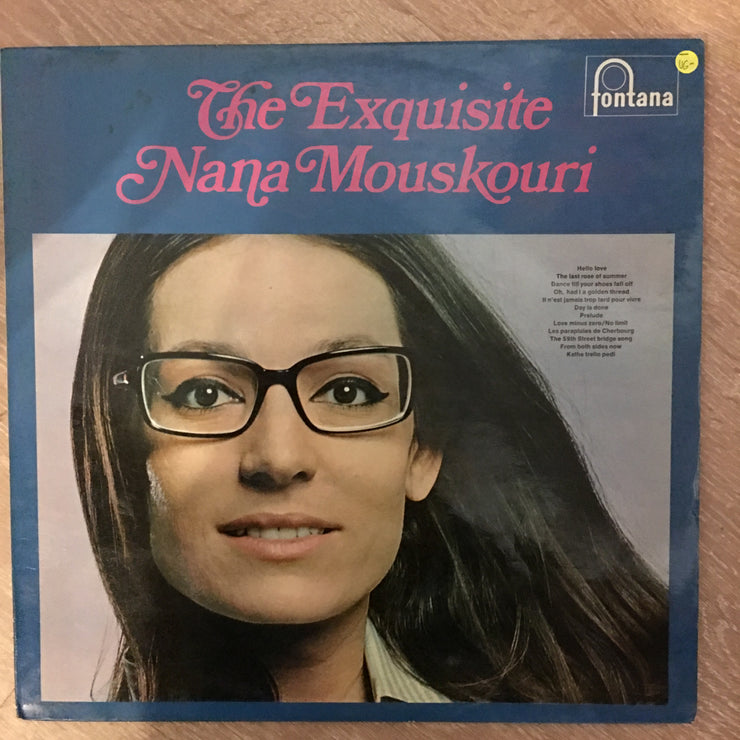 The Exquisite
Nana Mouskouri
fontana
VG-
Hello love
The last rose of summer
Dance till your shoes fall off
Oh, had I a golden thread
Il n'est jamais trop tard pour vivre
Day is done
Prelude
Love minus zero/No limit
Les parapluies de Cherbourg
The 59th Street bridge song
From both sides now
Kathe trello pedi